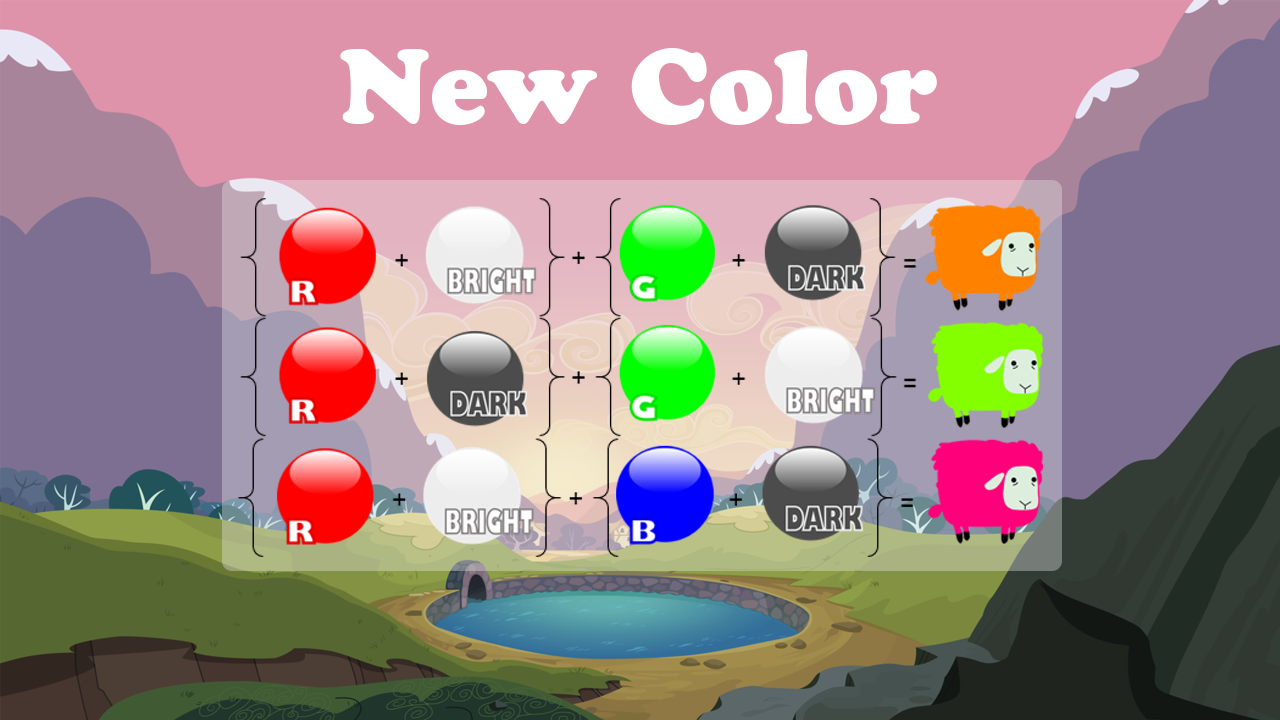 New Color
{ R + BRIGHT } + { G + DARK } =
{ R + DARK } + { G + BRIGHT } =
{ R + BRIGHT } + { B + DARK } =